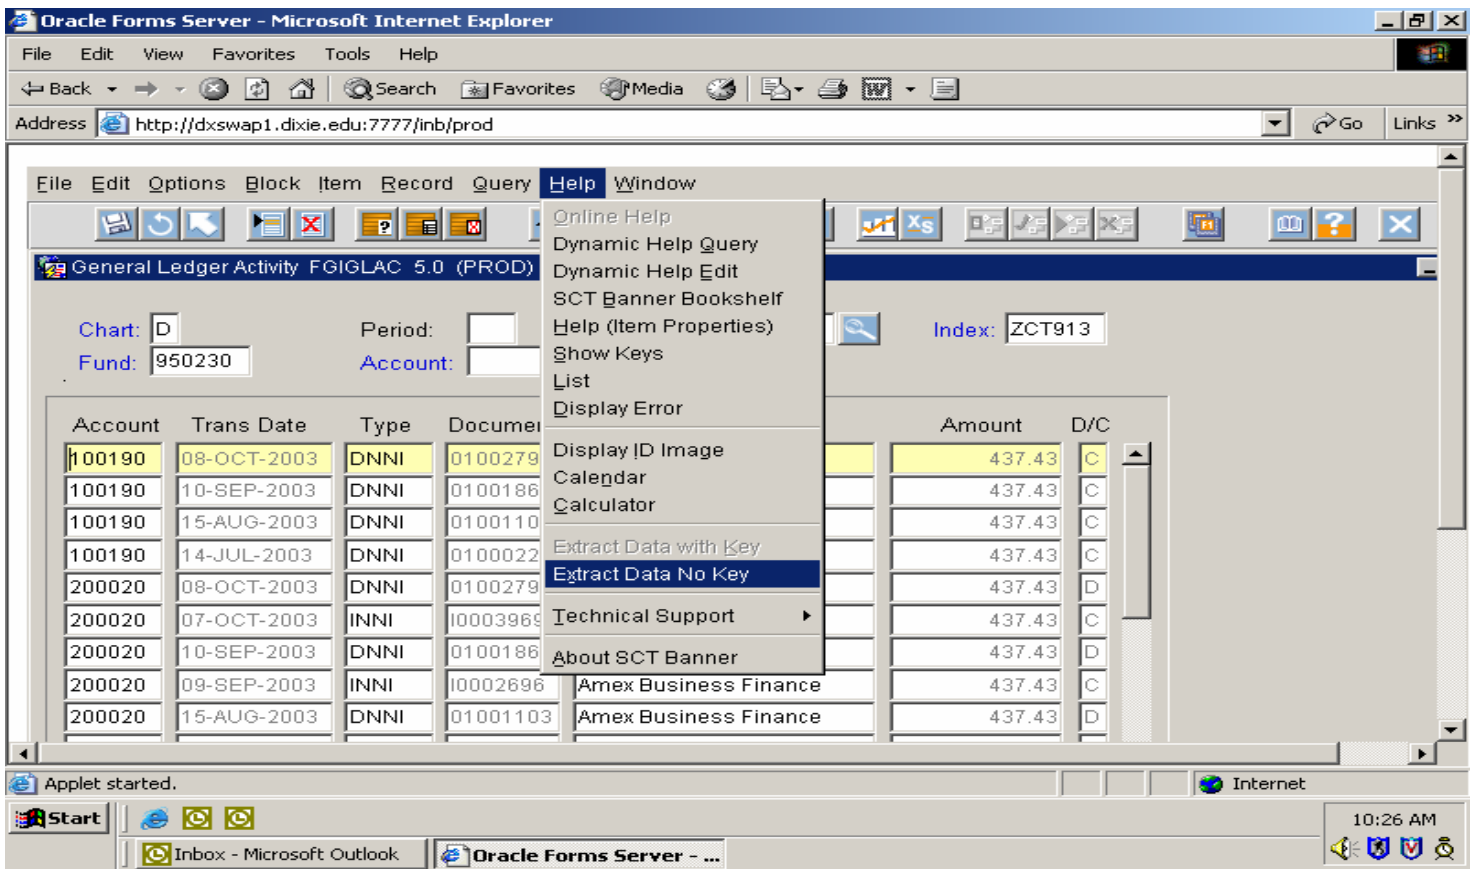 Oracle Forms Server - Microsoft Internet Explorer
File Edit View Favorites Tools Help
Back Search Favorites Media
Address http://dxswap1.dixie.edu:7777/inb/prod Go Links »
File Edit Options Block Item Record Query Help Window
Online Help
Dynamic Help Query
Dynamic Help Edit
SCT Banner Bookshelf
Help (Item Properties)
Show Keys
List
Display Error
Display ID Image
Calendar
Calculator
Extract Data with Key
Extract Data No Key
Technical Support
About SCT Banner
General Ledger Activity FGIGLAC 5.0 (PROD)
Chart: D Period: Index: ZCT913
Fund: 950230 Account:
Account Trans Date Type Documen Amount D/C
100190 08-OCT-2003 DNNI 0100279 437.43 C
100190 10-SEP-2003 DNNI 0100186 437.43 C
100190 15-AUG-2003 DNNI 0100110 437.43 C
100190 14-JUL-2003 DNNI 0100022 437.43 C
200020 08-OCT-2003 DNNI 0100279 437.43 D
200020 07-OCT-2003 INNI I0003969 437.43 C
200020 10-SEP-2003 DNNI 0100186 437.43 D
200020 09-SEP-2003 INNI I0002696 Amex Business Finance 437.43 C
200020 15-AUG-2003 DNNI 01001103 Amex Business Finance 437.43 D
Applet started. Internet
Start 10:26 AM
Inbox - Microsoft Outlook Oracle Forms Server - ...